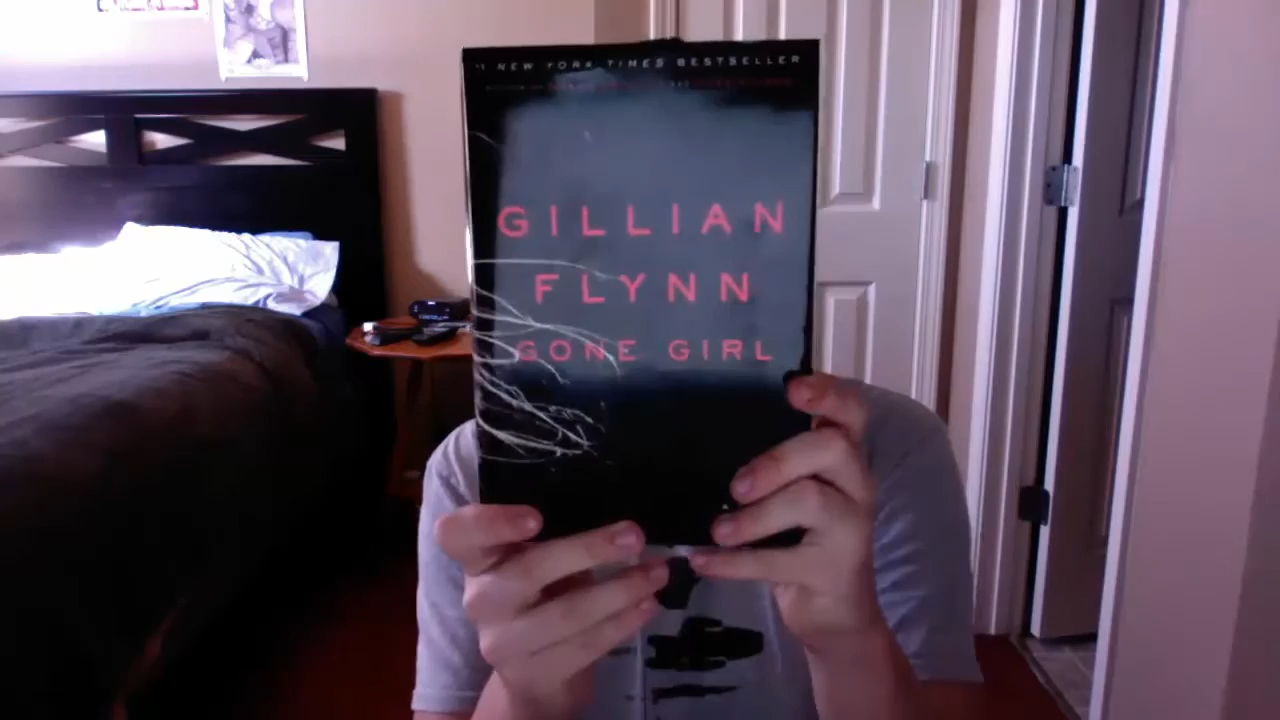 #1 NEW YORK TIMES BESTSELLER
GILLIAN
FLYNN
GONE GIRL